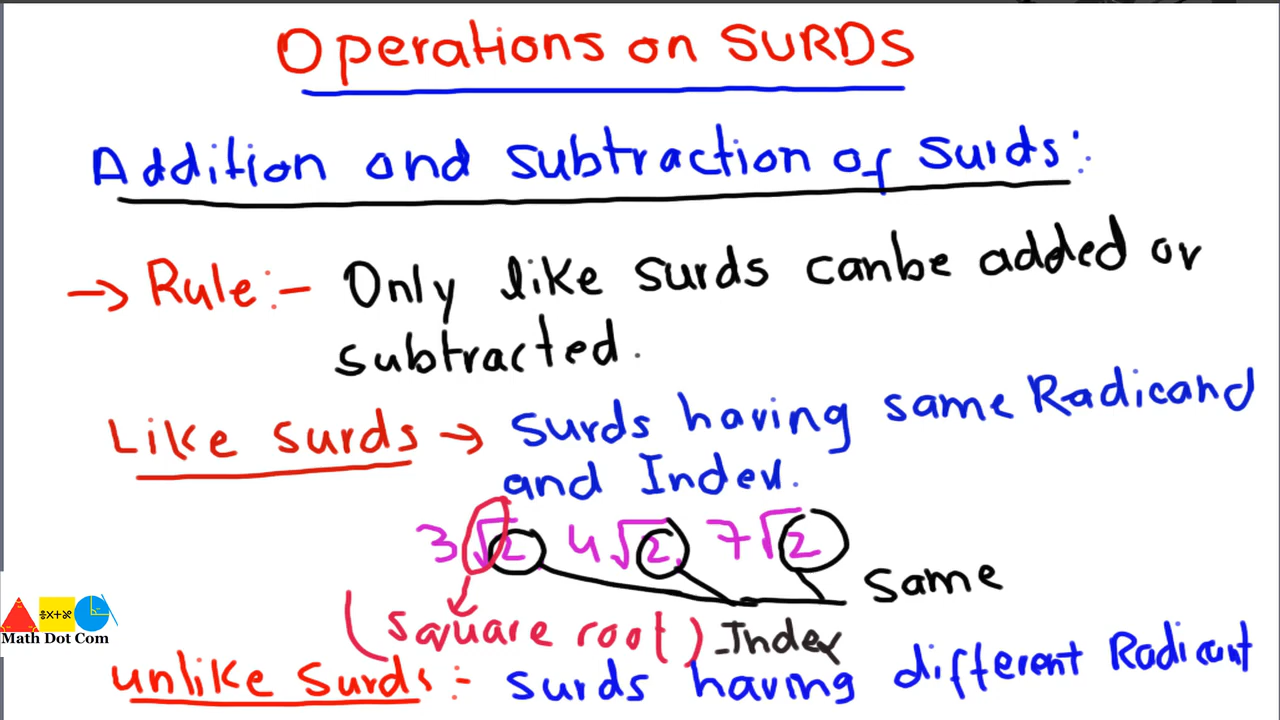 Operations on SURDS
Addition and subtraction of surds:
→ Rule:- Only like surds canbe added or
subtracted.
Like surds → surds having same Radicand
and Index.
3√2 4√2 7√2
same
(square root) -Index
÷X+×
Math Dot Com
unlike surds:- surds having different Radicant